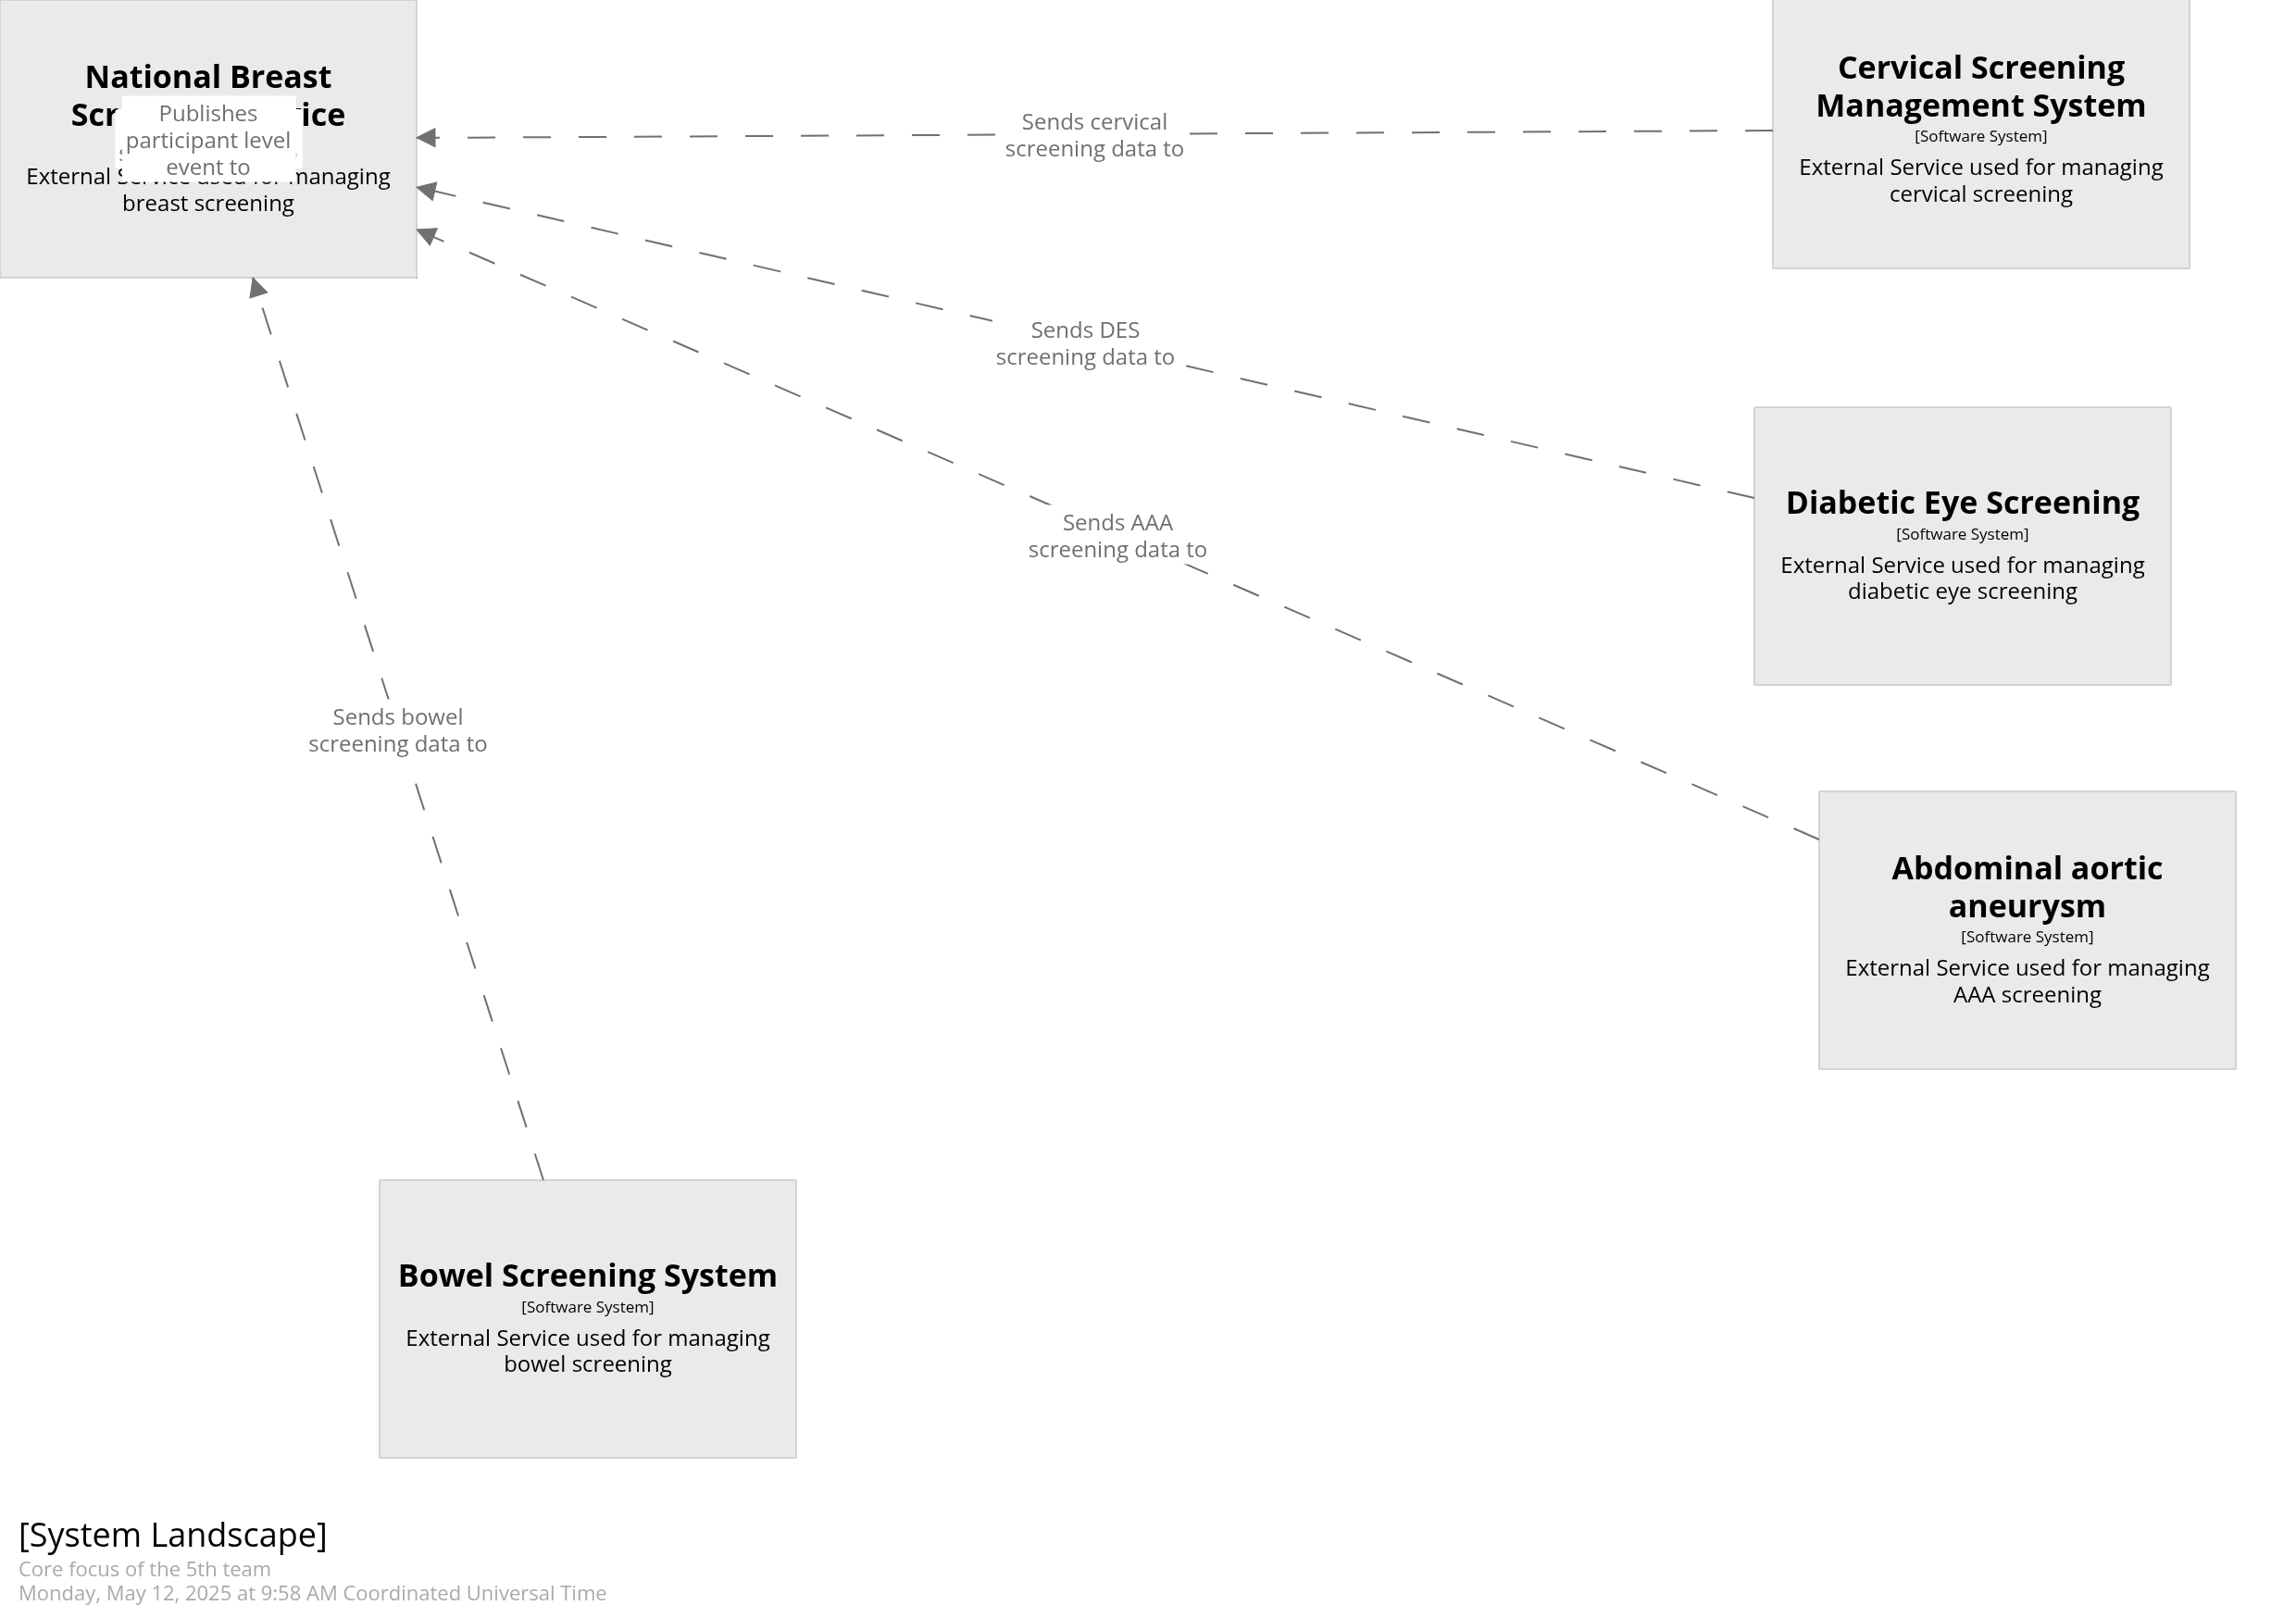 National Breast
Publishes
participant level
event to
External Service used for managing
breast screening
Sends cervical
screening data to
Cervical Screening
Management System
[Software System]
External Service used for managing
cervical screening
Sends DES
screening data to
Diabetic Eye Screening
[Software System]
External Service used for managing
diabetic eye screening
Sends AAA
screening data to
Abdominal aortic
aneurysm
[Software System]
External Service used for managing
AAA screening
Sends bowel
screening data to
Bowel Screening System
[Software System]
External Service used for managing
bowel screening
[System Landscape]
Core focus of the 5th team
Monday, May 12, 2025 at 9:58 AM Coordinated Universal Time